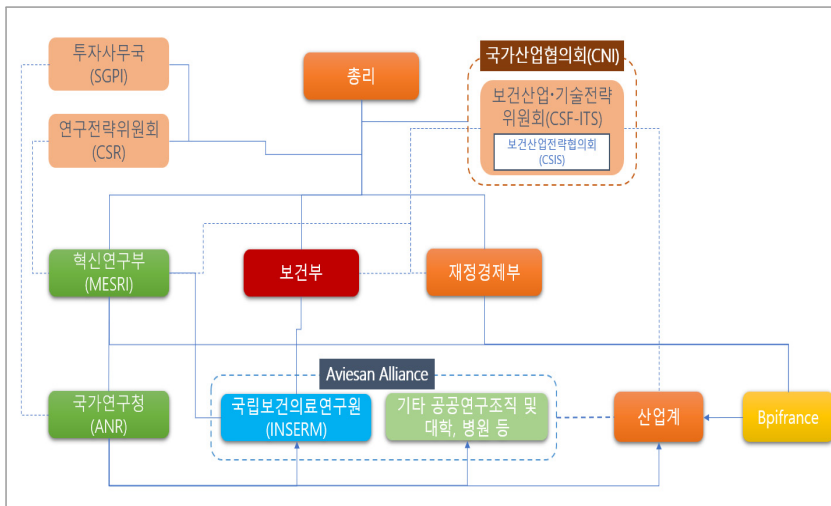 투자사무국
(SGPI)
총리
국가산업협의회(CNI)
보건산업·기술전략
위원회(CSF-ITS)
보건산업전략협의회
(CSIS)
연구전략위원회
(CSR)
혁신연구부
(MESRI)
보건부
재정경제부
Aviesan Alliance
국가연구청
(ANR)
국립보건의료연구원
(INSERM)
기타 공공연구조직 및
대학, 병원 등
산업계
Bpifrance